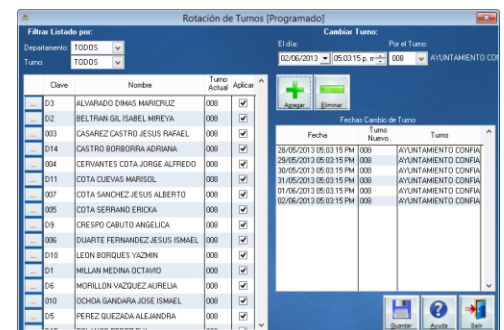 Rotación de Turnos [Programado]
Filtrar Listado por:
Departamento: TODOS
Turno: TODOS
Clave Nombre Turno Actual Aplicar
... D3 ALVARADO DIMAS MARICRUZ 008
... D2 BELTRAN GIL ISABEL MIREYA 008
... 003 CASAREZ CASTRO JESUS RAFAEL 008
... D14 CASTRO BORBORRA ADRIANA 008
... 004 CERVANTES COTA JORGE ALFREDO 008
... D11 COTA CUEVAS MARISOL 008
... 007 COTA SANCHEZ JESUS ALBERTO 008
... 005 COTA SERRANO ERICKA 008
... D9 CRESPO CABUTO ANGELICA 008
... 006 DUARTE FERNANDEZ JESUS ISMAEL 008
... D10 LEON BORQUES YAZMIN 008
... D1 MILLAN MEDINA OCTAVIO 008
... D6 MORILLON VAZQUEZ AURELIA 008
... 010 OCHOA GANDARA JOSE ISMAEL 008
... D5 PEREZ QUEZADA ALEJANDRA 008
Cambiar Turno:
El día: Por el Turno:
02/06/2013 05:03:15 p. m. 008 AYUNTAMIENTO CON
Agregar Eliminar
Fechas Cambio de Turno
Fecha Turno Nuevo Turno
28/05/2013 05:03:15 PM 008 AYUNTAMIENTO CONFIA
29/05/2013 05:03:15 PM 008 AYUNTAMIENTO CONFIA
30/05/2013 05:03:15 PM 008 AYUNTAMIENTO CONFIA
31/05/2013 05:03:15 PM 008 AYUNTAMIENTO CONFIA
01/06/2013 05:03:15 PM 008 AYUNTAMIENTO CONFIA
02/06/2013 05:03:15 PM 008 AYUNTAMIENTO CONFIA
Guardar Ayuda Salir